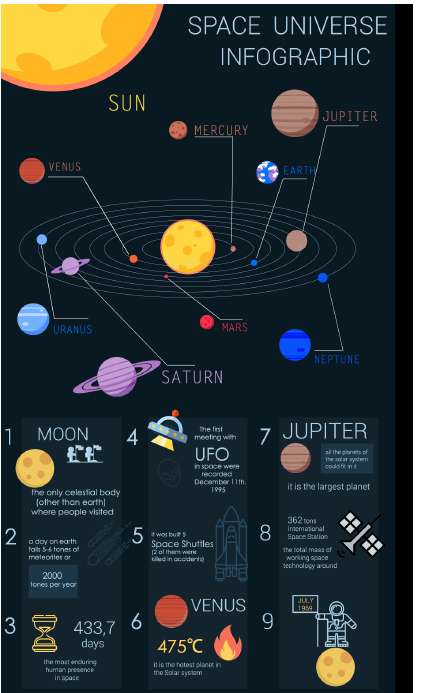 SPACE UNIVERSE
INFOGRAPHIC
SUN
MERCURY
JUPITER
VENUS
EARTH
URANUS
MARS
NEPTUNE
SATURN
1
MOON
the only celestial body
(other than earth)
where people visited
2
a day on earth
falls 5-6 tones of
meteorites or
2000
tones per year
3
433,7
days
the most enduring
human presence
in space
4
The first
meeting with
UFO
in space were
recorded
December 11th,
1995
5
it was built 5
Space Shuttles
(2 of them were
killed in accidents)
6
VENUS
475℃
it is the hotest planet in
the Solar system
7
JUPITER
all the planets of
the solar system
could fit in it
it is the largest planet
8
362 tons
International
Space Station
the total mass of
working space
technology around
9
JULY
1969